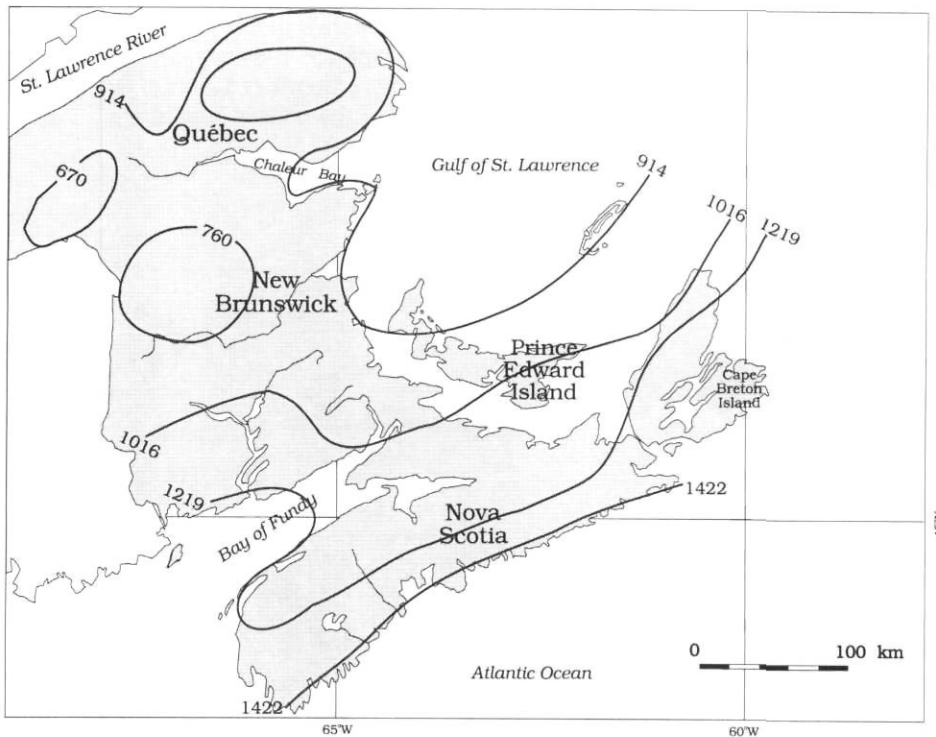 St. Lawrence River
914
Québec
Chaleur Bay
Gulf of St. Lawrence
914
670
1016
1219
760
New
Brunswick
Prince
Edward
Island
Cape
Breton
Island
1016
1219
Bay of Fundy
Nova
Scotia
1422
0 100 km
Atlantic Ocean
1422
65°W
60°W